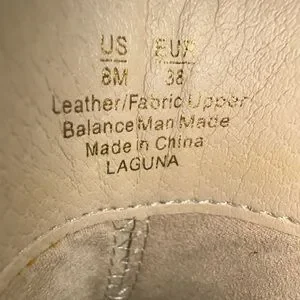 US EUR
8M 38
Leather/Fabric Upper
Balance Man Made
Made in China
LAGUNA